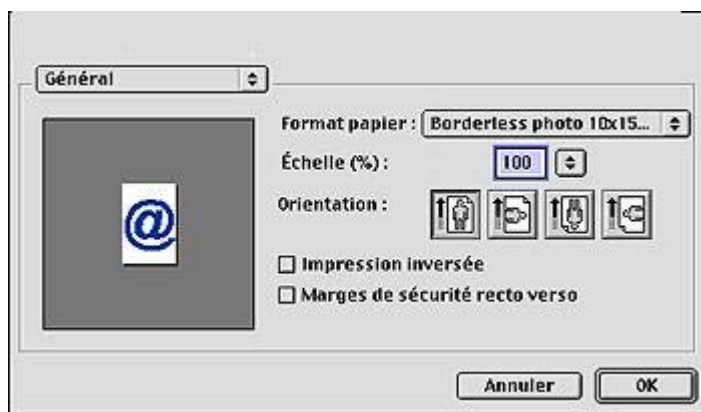 Général
Format papier : Borderless photo 10x15...
Échelle (%) : 100
Orientation :
@
Impression inversée
Marges de sécurité recto verso
Annuler OK